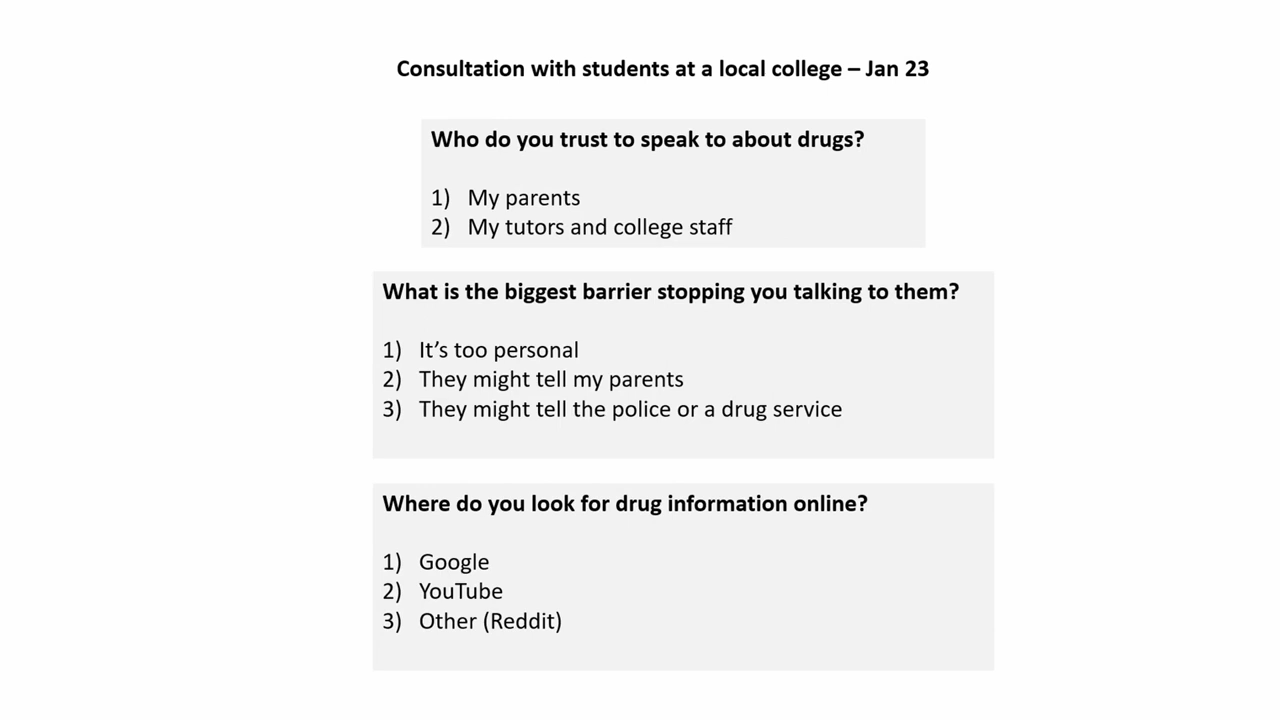 Consultation with students at a local college – Jan 23
Who do you trust to speak to about drugs?
1) My parents
2) My tutors and college staff
What is the biggest barrier stopping you talking to them?
1) It’s too personal
2) They might tell my parents
3) They might tell the police or a drug service
Where do you look for drug information online?
1) Google
2) YouTube
3) Other (Reddit)